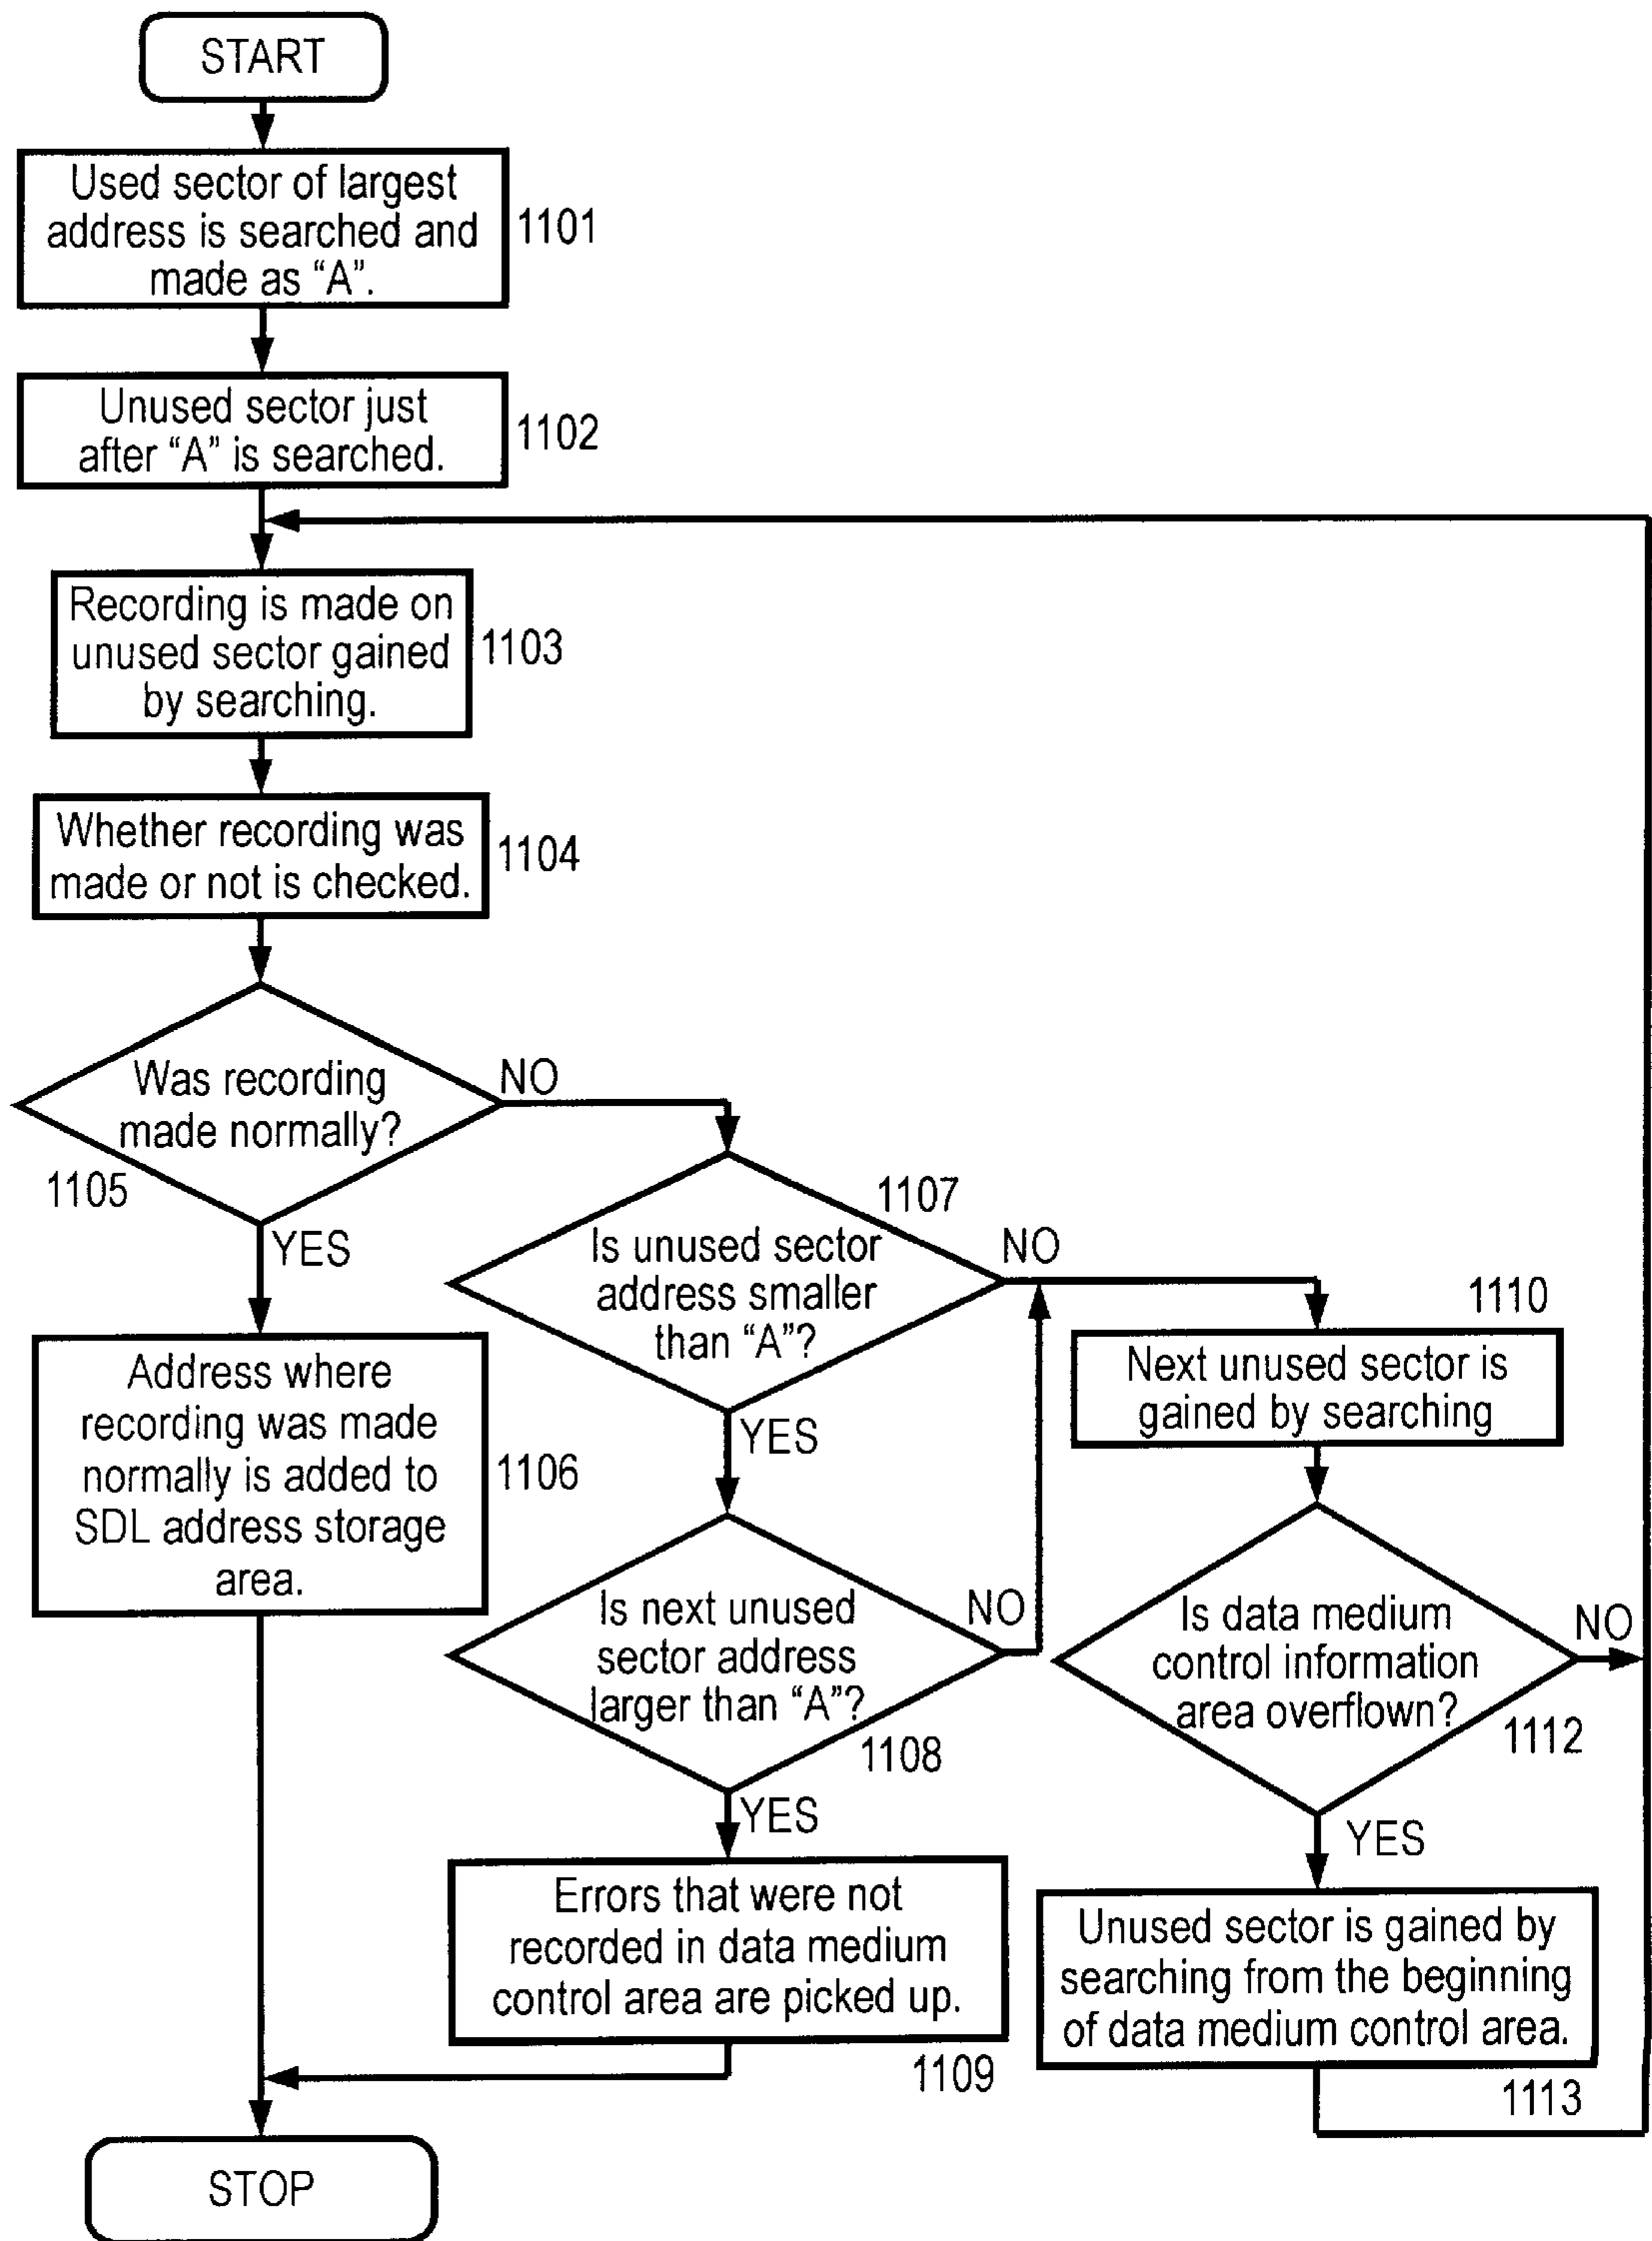 START
Used sector of largest
address is searched and
made as “A”.
1101
Unused sector just
after “A” is searched.
1102
Recording is made on
unused sector gained
by searching.
1103
Whether recording was
made or not is checked.
1104
Was recording
made normally?
1105
NO
YES
Address where
recording was made
normally is added to
SDL address storage
area.
1106
1107
Is unused sector
address smaller
than “A”?
NO
YES
Is next unused
sector address
larger than “A”?
1108
NO
YES
Errors that were not
recorded in data medium
control area are picked up.
1109
1110
Next unused sector is
gained by searching
Is data medium
control information
area overflown?
1112
NO
YES
Unused sector is gained by
searching from the beginning
of data medium control area.
1113
STOP